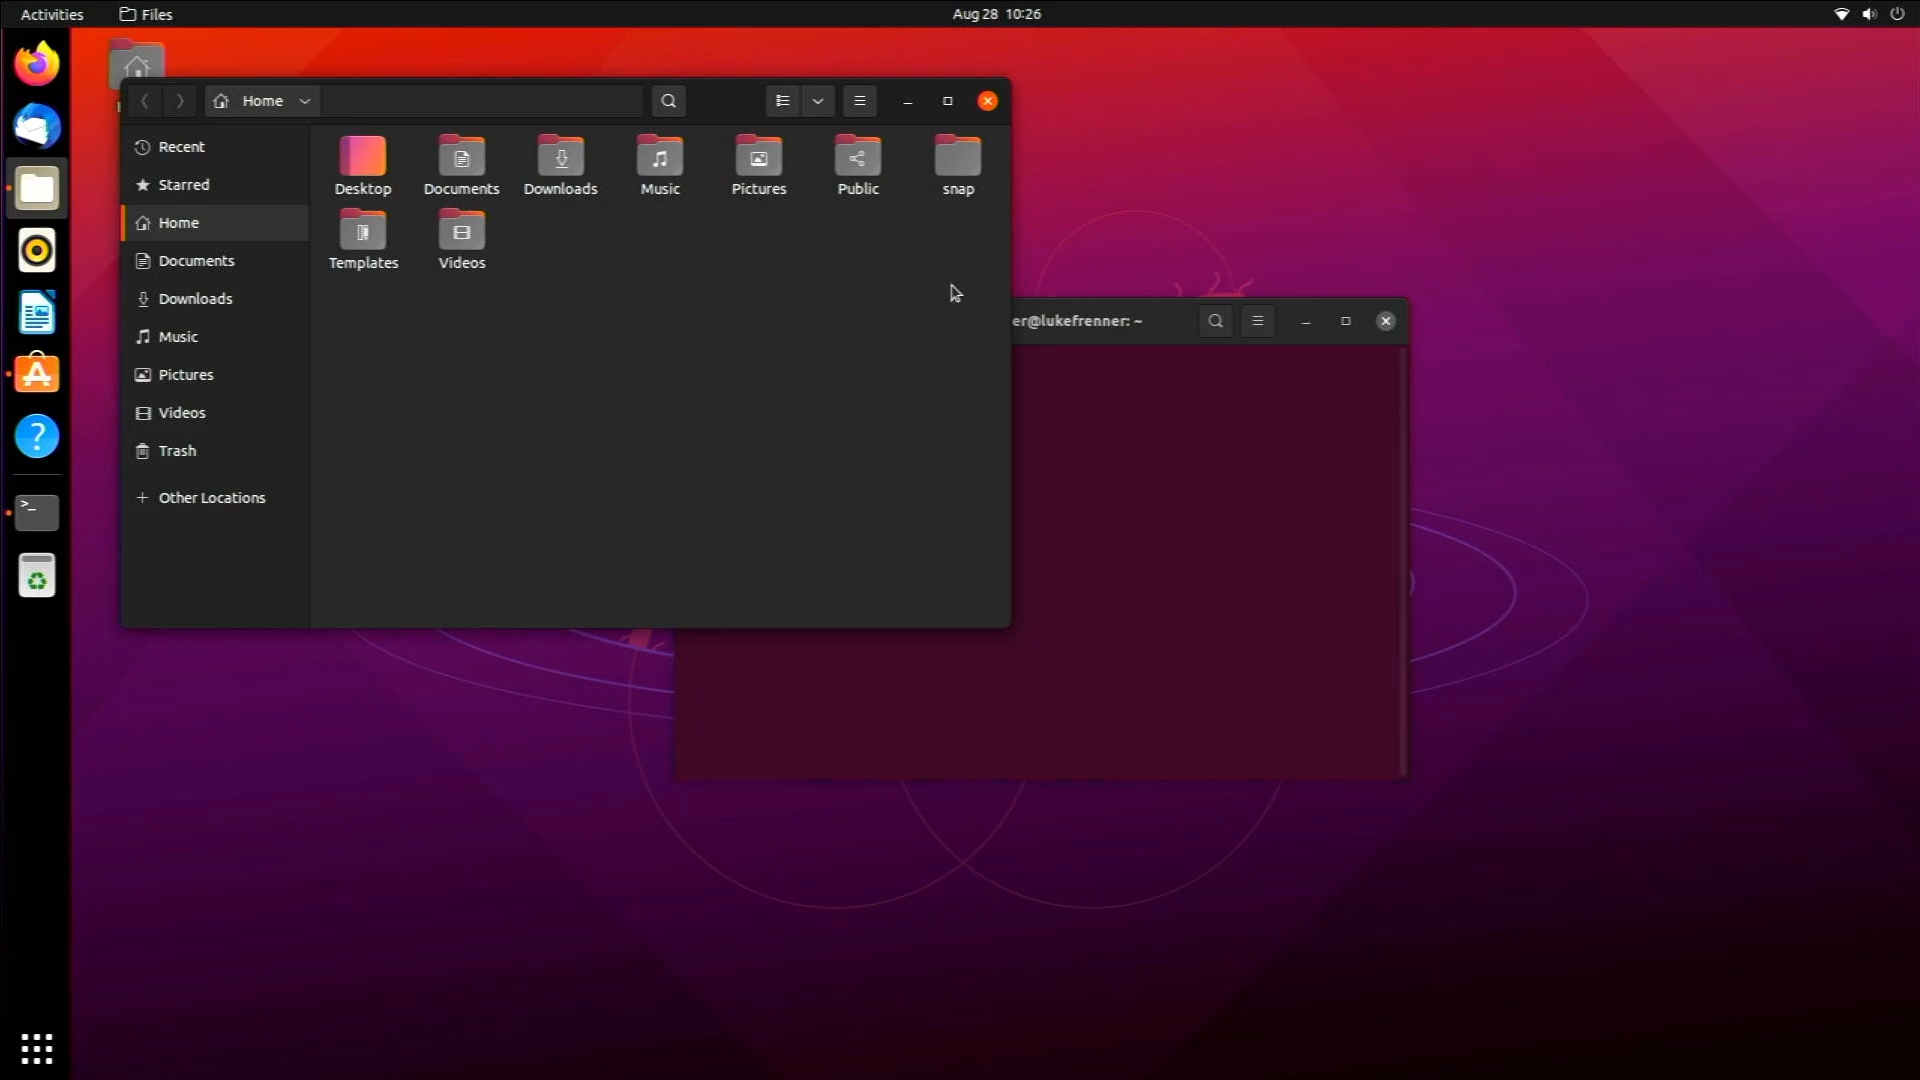 Activities
Files
Aug 28 10:26
Home
Recent
Starred
Home
Documents
Downloads
Music
Pictures
Videos
Trash
Other Locations
Desktop
Documents
Downloads
Music
Pictures
Public
snap
Templates
Videos
er@lukefrenner: ~
>_